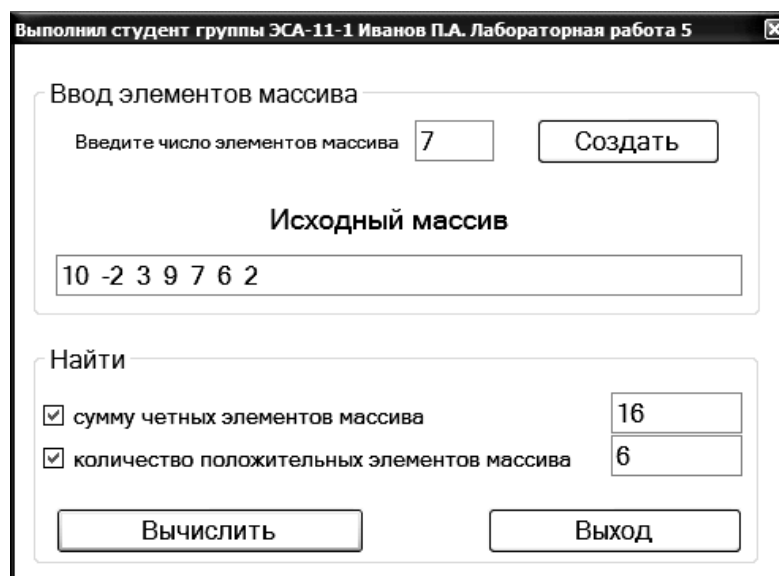 Выполнил студент группы ЭСА-11-1 Иванов П.А. Лабораторная работа 5
Ввод элементов массива
Введите число элементов массива 7 Создать
Исходный массив
10 -2 3 9 7 6 2
Найти
сумму четных элементов массива 16
количество положительных элементов массива 6
Вычислить Выход